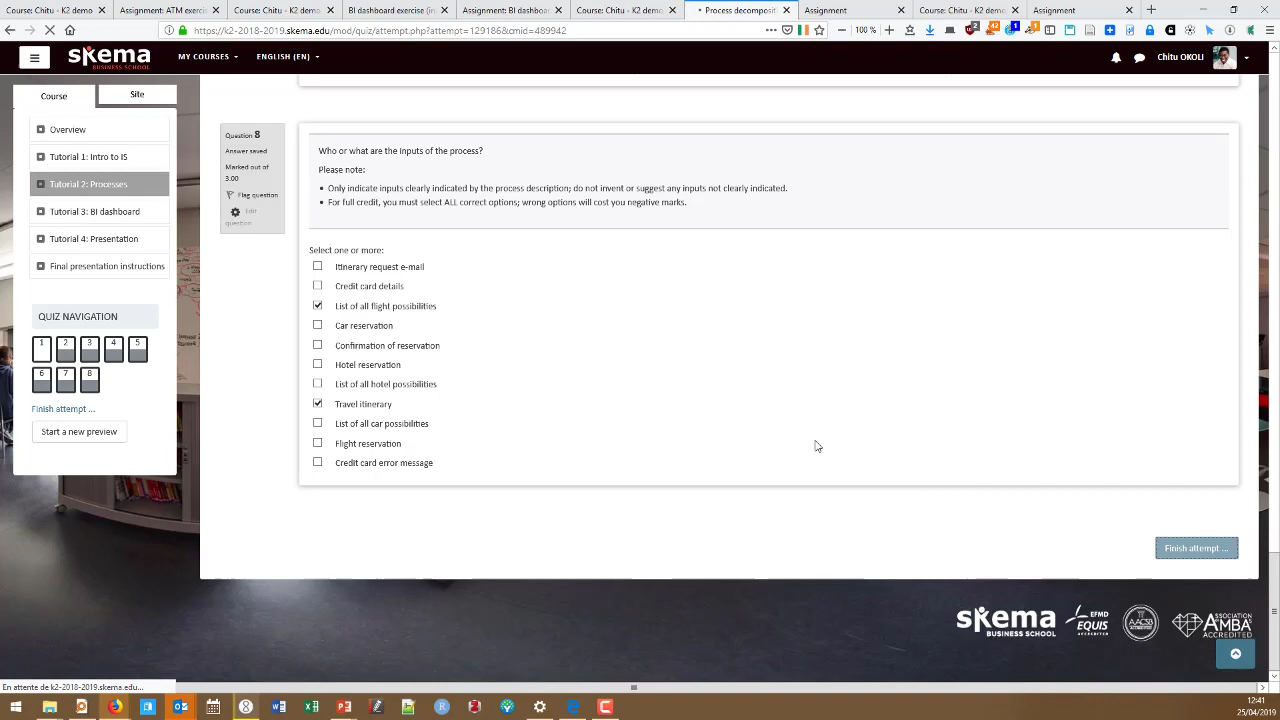 Course: Chitu - K2 demo
Assignment: ATM exercis
Course: Chitu - K2 demo
BI dashboard exercise (in
Assignment: BI dashboar
Course: Chitu - K2 demo
Process decomposit
Assignment
Course: Chitu - K2 demo
Assignment
https://k2-2018-2019.skema.edu/mod/quiz/attempt.php?attempt=129186&cmid=489942
100 %
2
42
1
1
skema
BUSINESS SCHOOL
MY COURSES
ENGLISH (EN)
Chitu OKOLI
Course
Site
Overview
Tutorial 1: Intro to IS
Tutorial 2: Processes
Tutorial 3: BI dashboard
Tutorial 4: Presentation
Final presentation instructions
QUIZ NAVIGATION
1 2 3 4 5
6 7 8
Finish attempt ...
Start a new preview
Question 8
Answer saved
Marked out of
3.00
Flag question
Edit
question
Who or what are the inputs of the process?
Please note:
• Only indicate inputs clearly indicated by the process description; do not invent or suggest any inputs not clearly indicated.
• For full credit, you must select ALL correct options; wrong options will cost you negative marks.
Select one or more:
Itinerary request e-mail
Credit card details
List of all flight possibilities
Car reservation
Confirmation of reservation
Hotel reservation
List of all hotel possibilities
Travel itinerary
List of all car possibilities
Flight reservation
Credit card error message
Finish attempt ...
skema
BUSINESS SCHOOL
EFMD
EQUIS
ACCREDITED
AACSB
ACCREDITED
ASSOCIATION
AMBA
ACCREDITED
En attente de k2-2018-2019.skema.edu...
12:41
25/04/2019